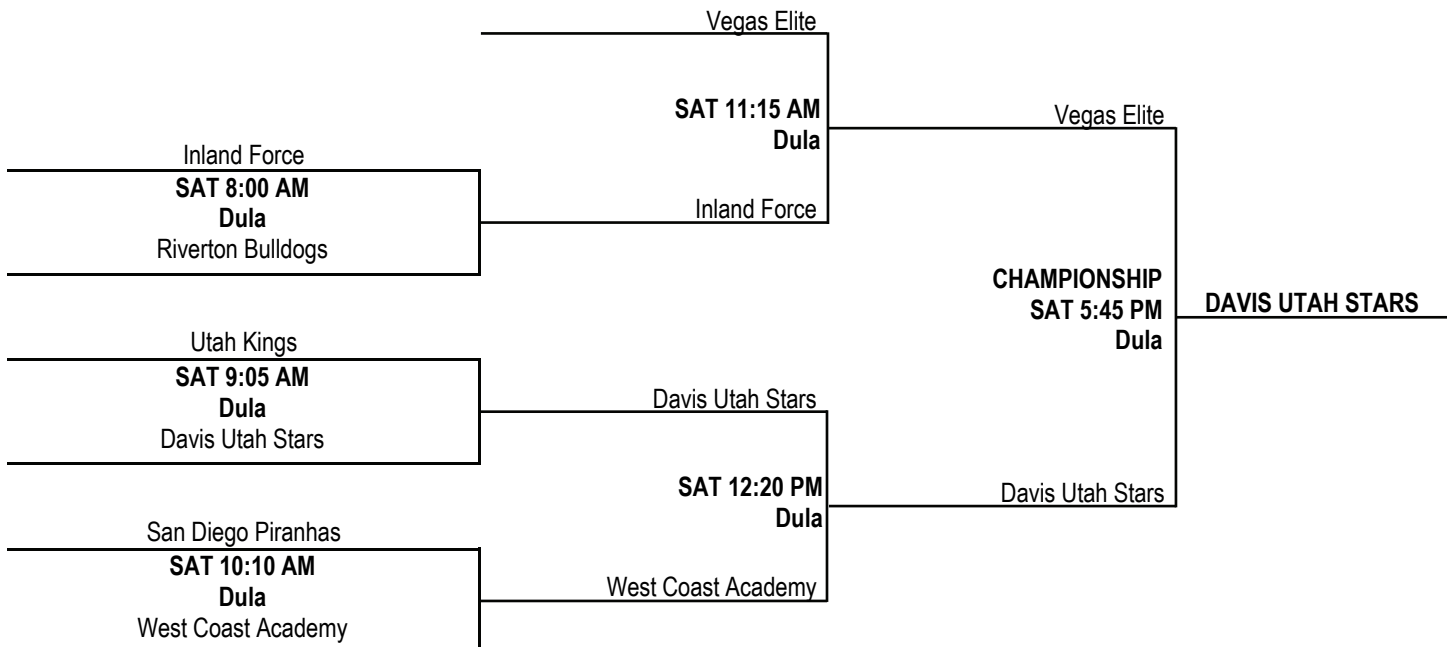 Vegas Elite
SAT 11:15 AM
Dula
Vegas Elite
Inland Force
SAT 8:00 AM
Dula
Riverton Bulldogs
Inland Force
CHAMPIONSHIP
SAT 5:45 PM
Dula
DAVIS UTAH STARS
Utah Kings
SAT 9:05 AM
Dula
Davis Utah Stars
Davis Utah Stars
SAT 12:20 PM
Dula
Davis Utah Stars
San Diego Piranhas
SAT 10:10 AM
Dula
West Coast Academy
West Coast Academy